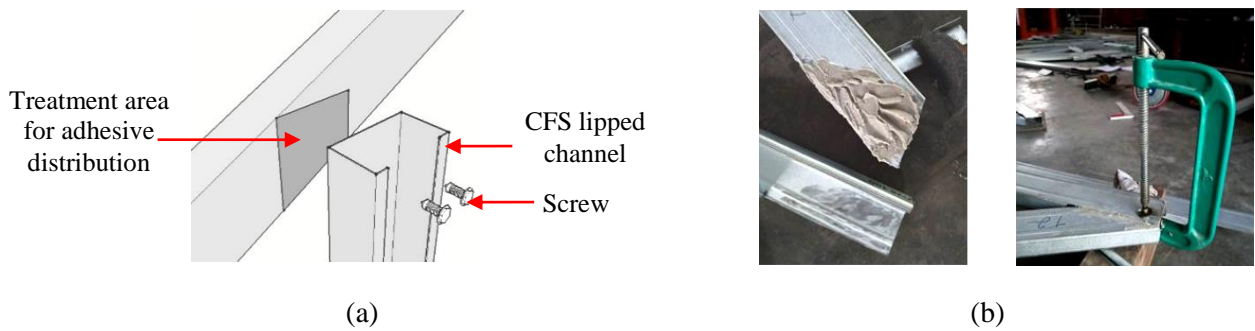 Treatment area
for adhesive
distribution
CFS lipped
channel
Screw
(a)
(b)